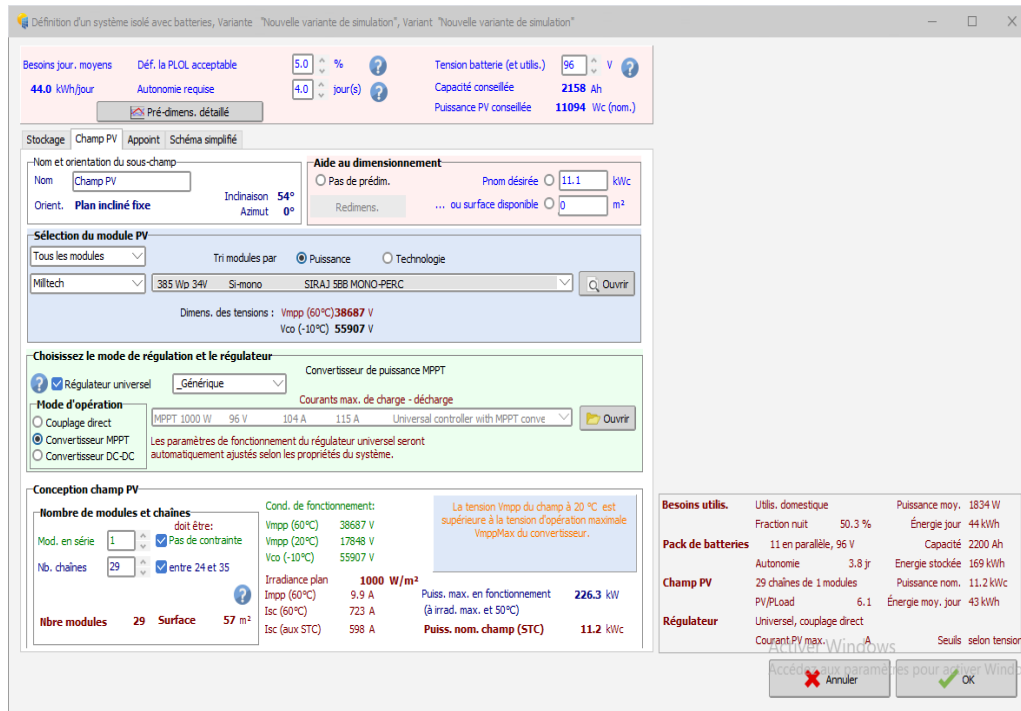 Définition d'un système isolé avec batteries, Variante "Nouvelle variante de simulation", Variant "Nouvelle variante de simulation"
Besoins jour. moyens Déf. la PLOL acceptable 5.0 % Tension batterie (et utilis.) 96 V
44.0 kWh/jour Autonomie requise 4.0 jour(s) Capacité conseillée 2158 Ah
Pré-dimens. détaillé Puissance PV conseillée 11094 Wc (nom.)
Stockage Champ PV Appoint Schéma simplifié
Nom et orientation du sous-champ
Nom Champ PV
Orient. Plan incliné fixe Inclinaison 54°
Azimut 0°
Aide au dimensionnement
Pas de prédim. Pnom désirée 11.1 kWc
Redimens. ... ou surface disponible 0 m²
Sélection du module PV
Tous les modules Tri modules par Puissance Technologie
Milltech 385 Wp 34V Si-mono SIRAJ 5BB MONO-PERC Ouvrir
Dimens. des tensions : Vmpp (60°C)38687 V
Vco (-10°C) 55907 V
Choisissez le mode de régulation et le régulateur
Convertisseur de puissance MPPT
Régulateur universel _Générique
Courants max. de charge - décharge
Mode d'opération
MPPT 1000 W 96 V 104 A 115 A Universal controller with MPPT conve Ouvrir
Couplage direct
Convertisseur MPPT
Convertisseur DC-DC
Les paramètres de fonctionnement du régulateur universel seront
automatiquement ajustés selon les propriétés du système.
Conception champ PV
Nombre de modules et chaînes
doit être:
Mod. en série 1 Pas de contrainte
Nb. chaînes 29 entre 24 et 35
Nbre modules 29 Surface 57 m²
Cond. de fonctionnement:
Vmpp (60°C) 38687 V
Vmpp (20°C) 17848 V
Vco (-10°C) 55907 V
La tension Vmpp du champ à 20 °C est
supérieure à la tension d'opération maximale
VmppMax du convertisseur.
Irradiance plan 1000 W/m²
Impp (60°C) 9.9 A Puiss. max. en fonctionnement 226.3 kW
Isc (60°C) 723 A (à irrad. max. et 50°C)
Isc (aux STC) 598 A Puiss. nom. champ (STC) 11.2 kWc
Besoins utilis. Utilis. domestique Puissance moy. 1834 W
Fraction nuit 50.3 % Énergie jour 44 kWh
Pack de batteries 11 en parallèle, 96 V Capacité 2200 Ah
Autonomie 3.8 jr Energie stockée 169 kWh
Champ PV 29 chaînes de 1 modules Puissance nom. 11.2 kWc
PV/PLoad 6.1 Énergie moy. jour 43 kWh
Régulateur Universel, couplage direct
Courant PV max. A Seuils selon tension
Activer Windows
Accédez aux paramètres pour activer Windo
Annuler OK